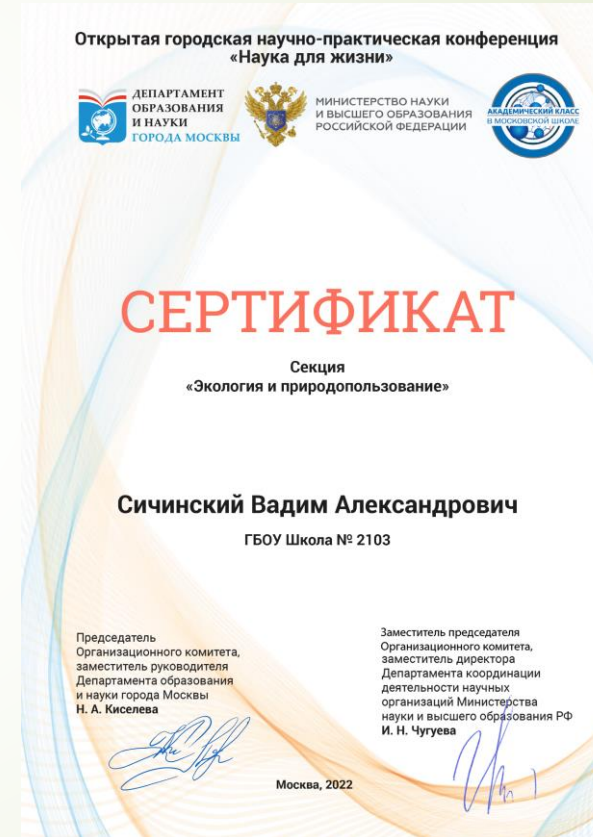 Открытая городская научно-практическая конференция
«Наука для жизни»
ДЕПАРТАМЕНТ
ОБРАЗОВАНИЯ
И НАУКИ
ГОРОДА МОСКВЫ
МИНИСТЕРСТВО НАУКИ
И ВЫСШЕГО ОБРАЗОВАНИЯ
РОССИЙСКОЙ ФЕДЕРАЦИИ
АКАДЕМИЧЕСКИЙ КЛАСС
В МОСКОВСКОЙ ШКОЛЕ
СЕРТИФИКАТ
Секция
«Экология и природопользование»
Сичинский Вадим Александрович
ГБОУ Школа № 2103
Председатель
Организационного комитета,
заместитель руководителя
Департамента образования
и науки города Москвы
Н. А. Киселева
Заместитель председателя
Организационного комитета,
заместитель директора
Департамента координации
деятельности научных
организаций Министерства
науки и высшего образования РФ
И. Н. Чугуева
Москва, 2022